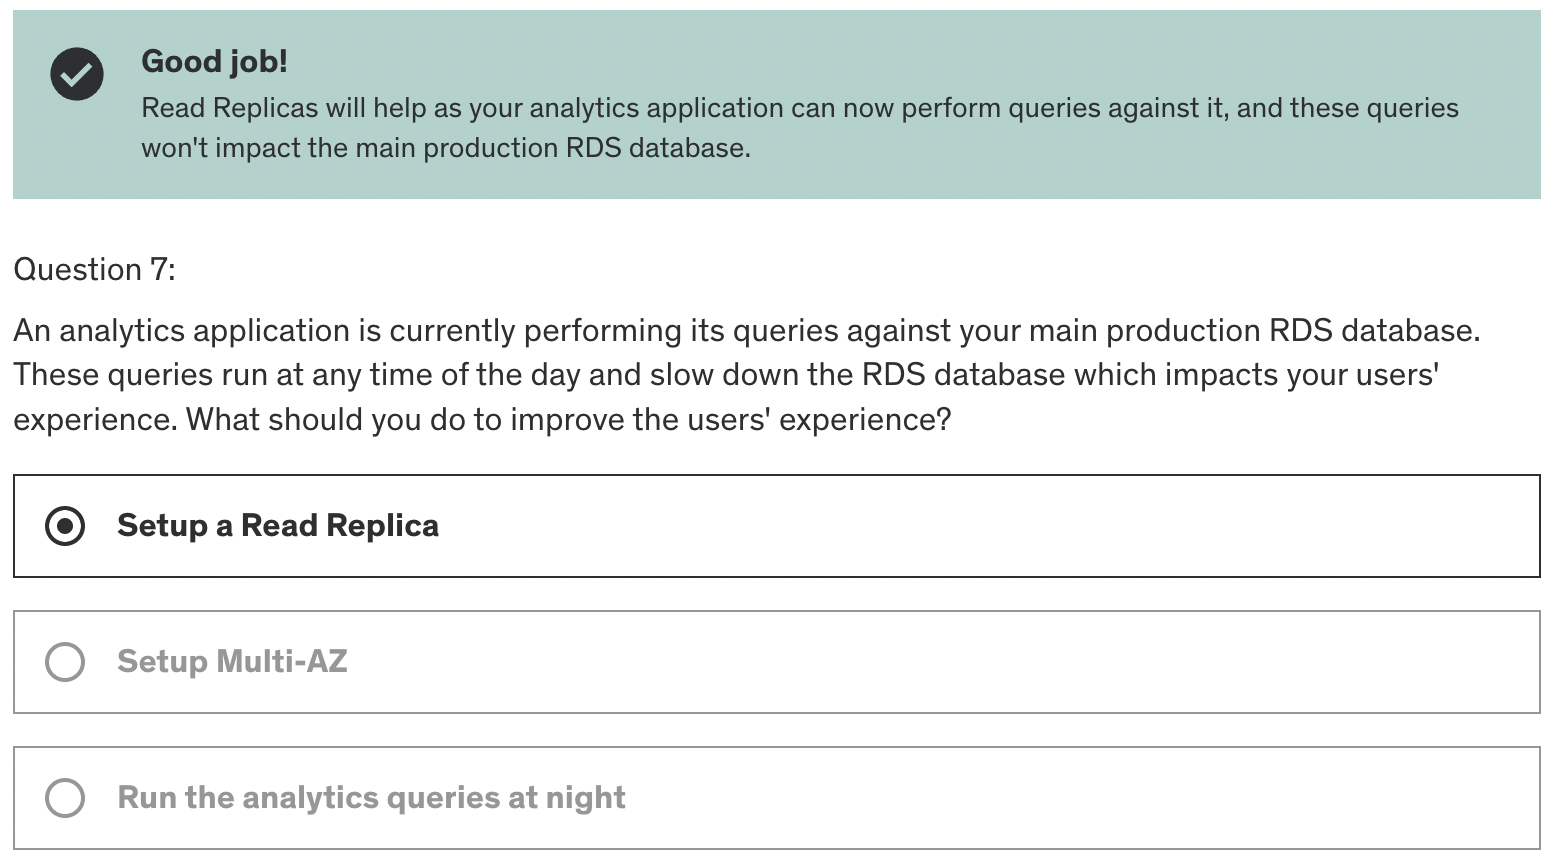 Good job!
Read Replicas will help as your analytics application can now perform queries against it, and these queries
won't impact the main production RDS database.
Question 7:
An analytics application is currently performing its queries against your main production RDS database.
These queries run at any time of the day and slow down the RDS database which impacts your users'
experience. What should you do to improve the users' experience?
Setup a Read Replica
Setup Multi-AZ
Run the analytics queries at night